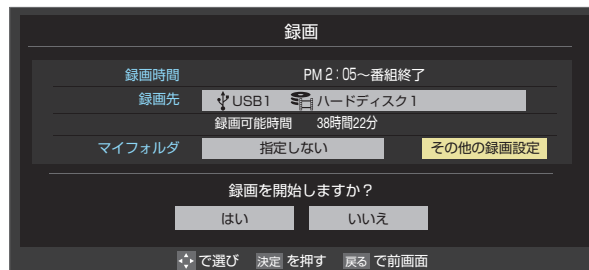 録画
録画時間 PM 2:05～番組終了
録画先 USB1 ハードディスク1
録画可能時間 38時間22分
マイフォルダ 指定しない その他の録画設定
録画を開始しますか？
はい いいえ
で選び 決定 を押す 戻る で前画面